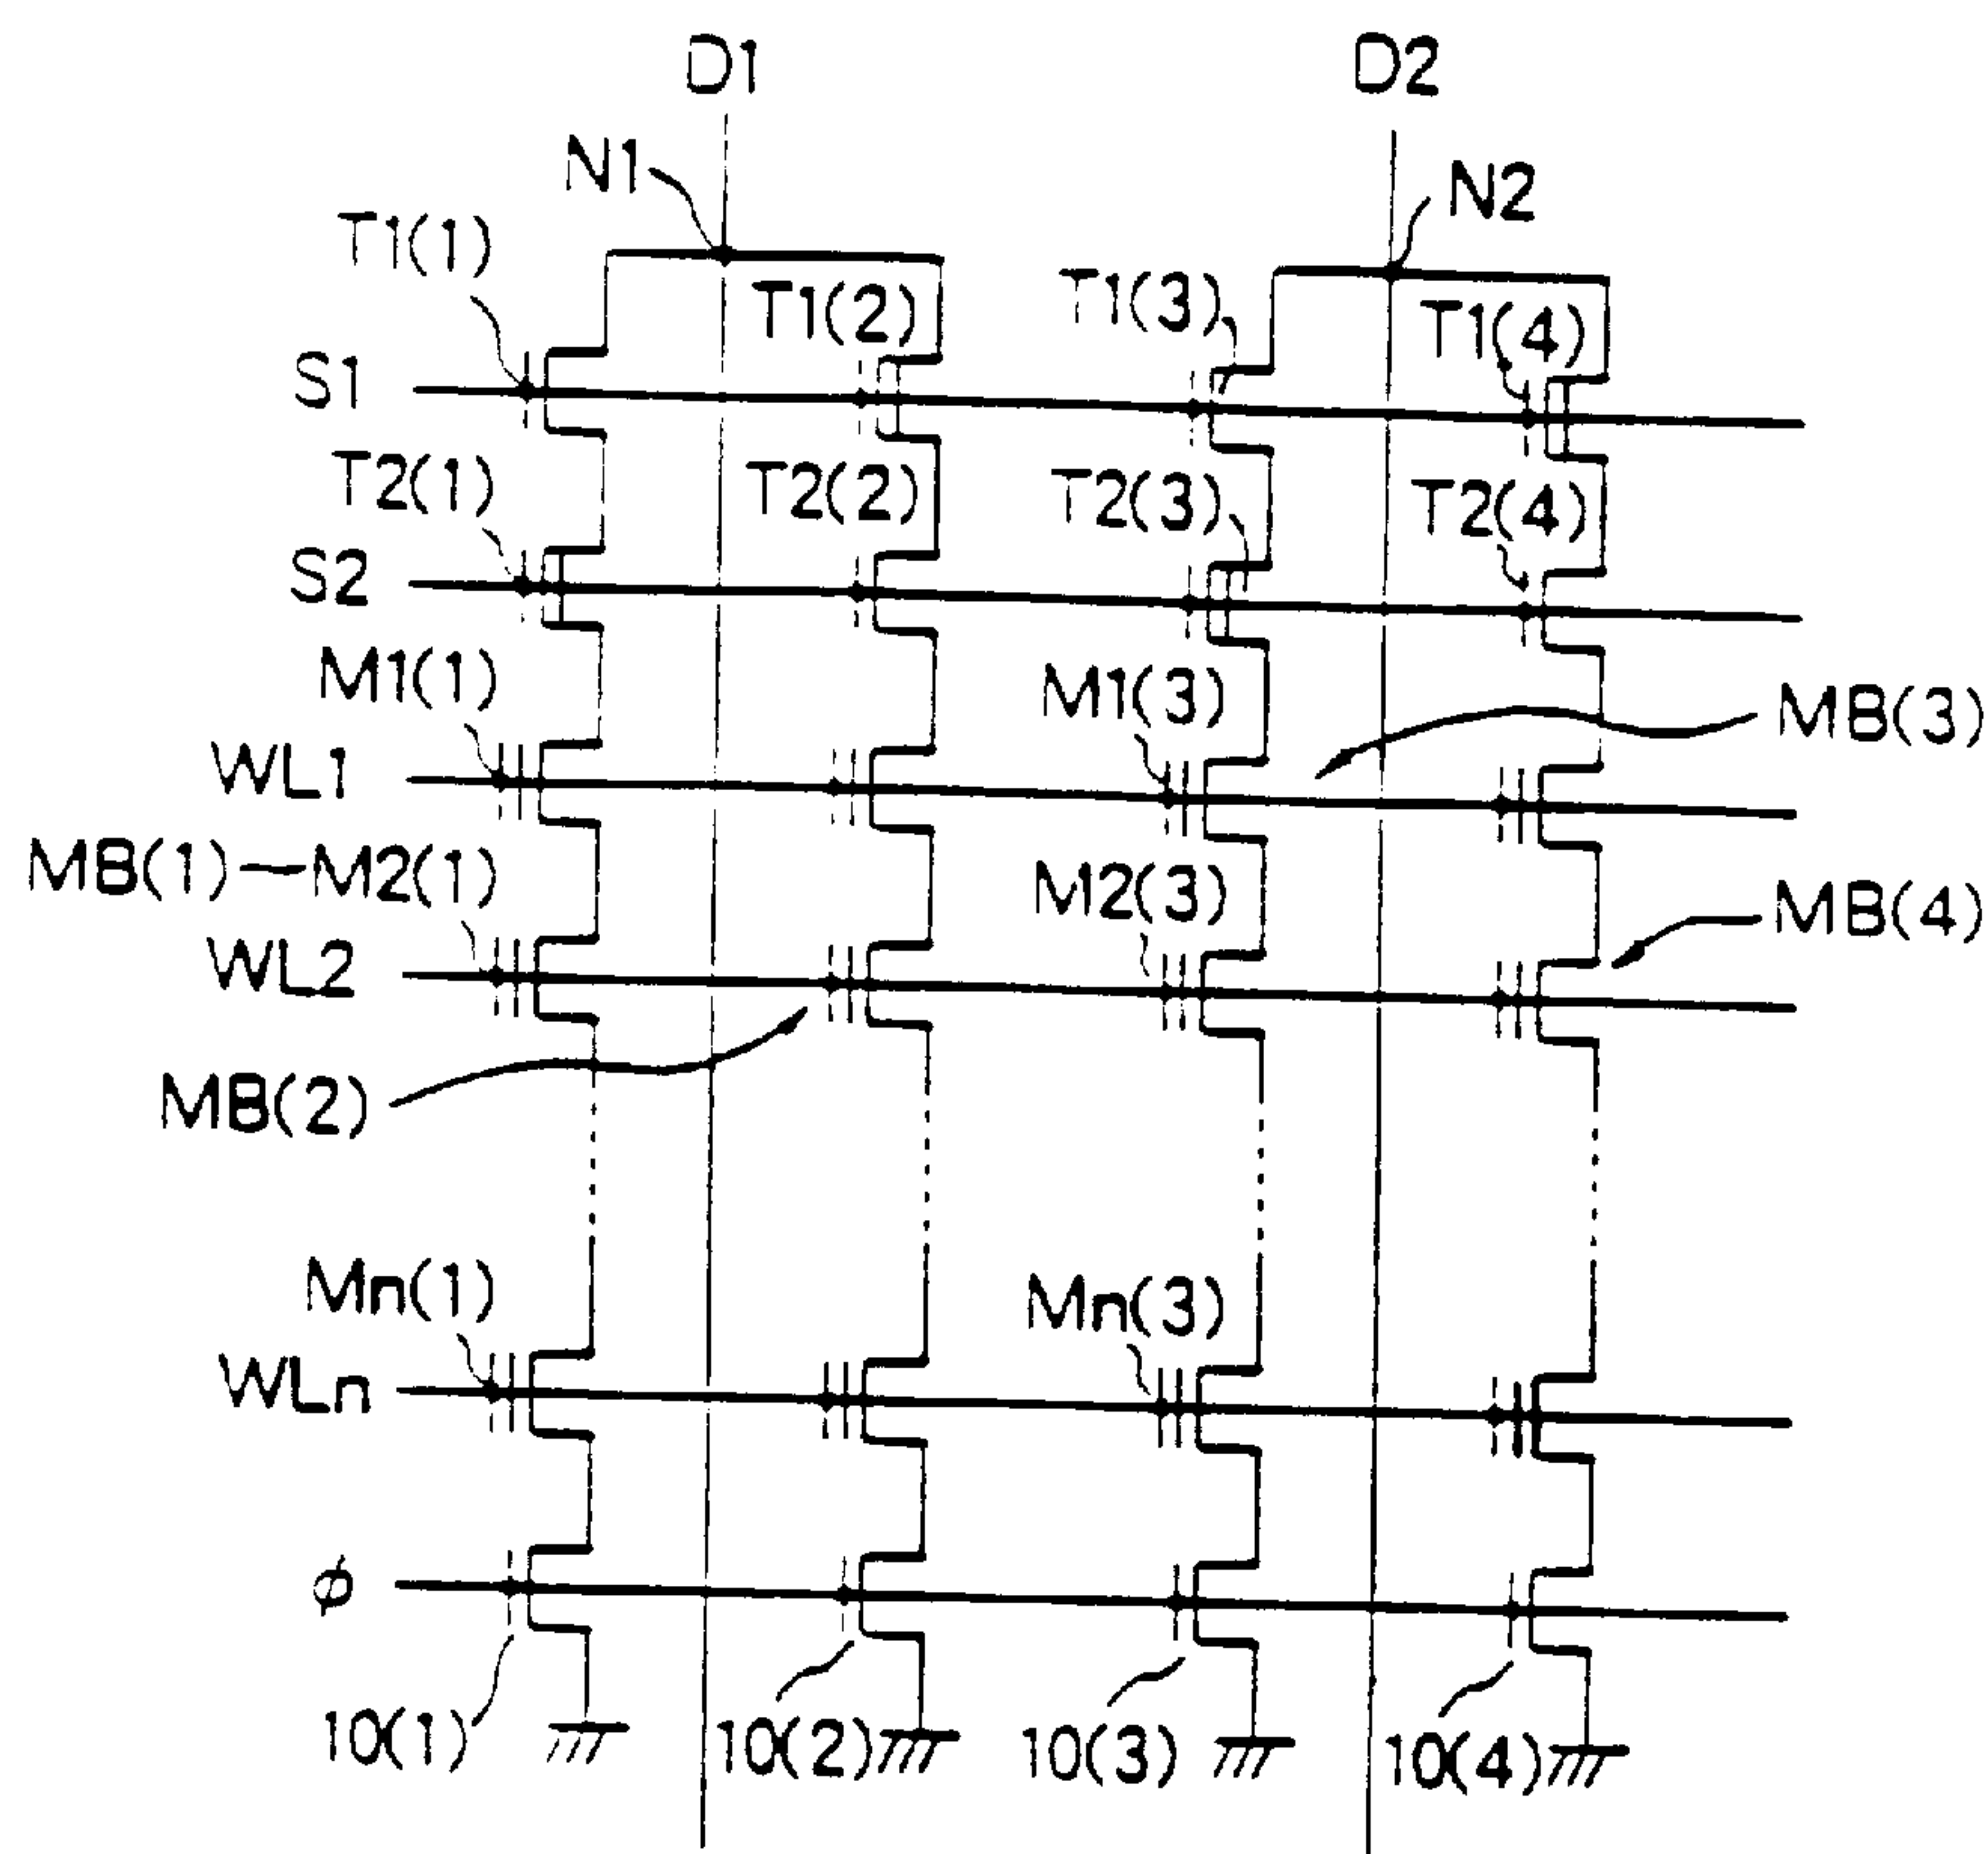 D1
D2
N1
N2
T1(1)
T1(2)
T1(3)
T1(4)
S1
T2(1)
T2(2)
T2(3)
T2(4)
S2
M1(1)
M1(3)
MB(3)
WL1
MB(1)—M2(1)
M2(3)
MB(4)
WL2
MB(2)
Mn(1)
Mn(3)
WLn
φ
10(1)
10(2)
10(3)
10(4)